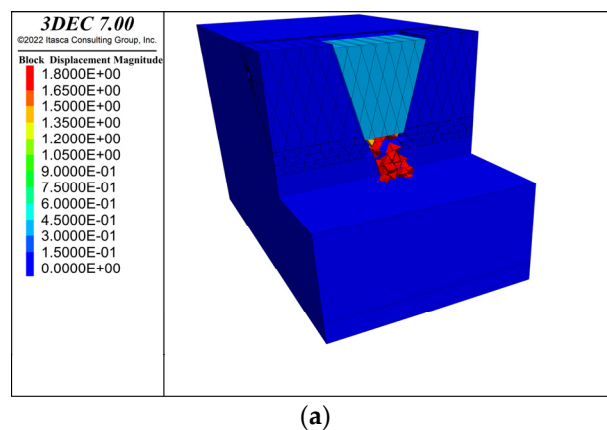 3DEC 7.00
©2022 Itasca Consulting Group, Inc.
Block Displacement Magnitude
1.8000E+00
1.6500E+00
1.5000E+00
1.3500E+00
1.2000E+00
1.0500E+00
9.0000E-01
7.5000E-01
6.0000E-01
4.5000E-01
3.0000E-01
1.5000E-01
0.0000E+00
(a)